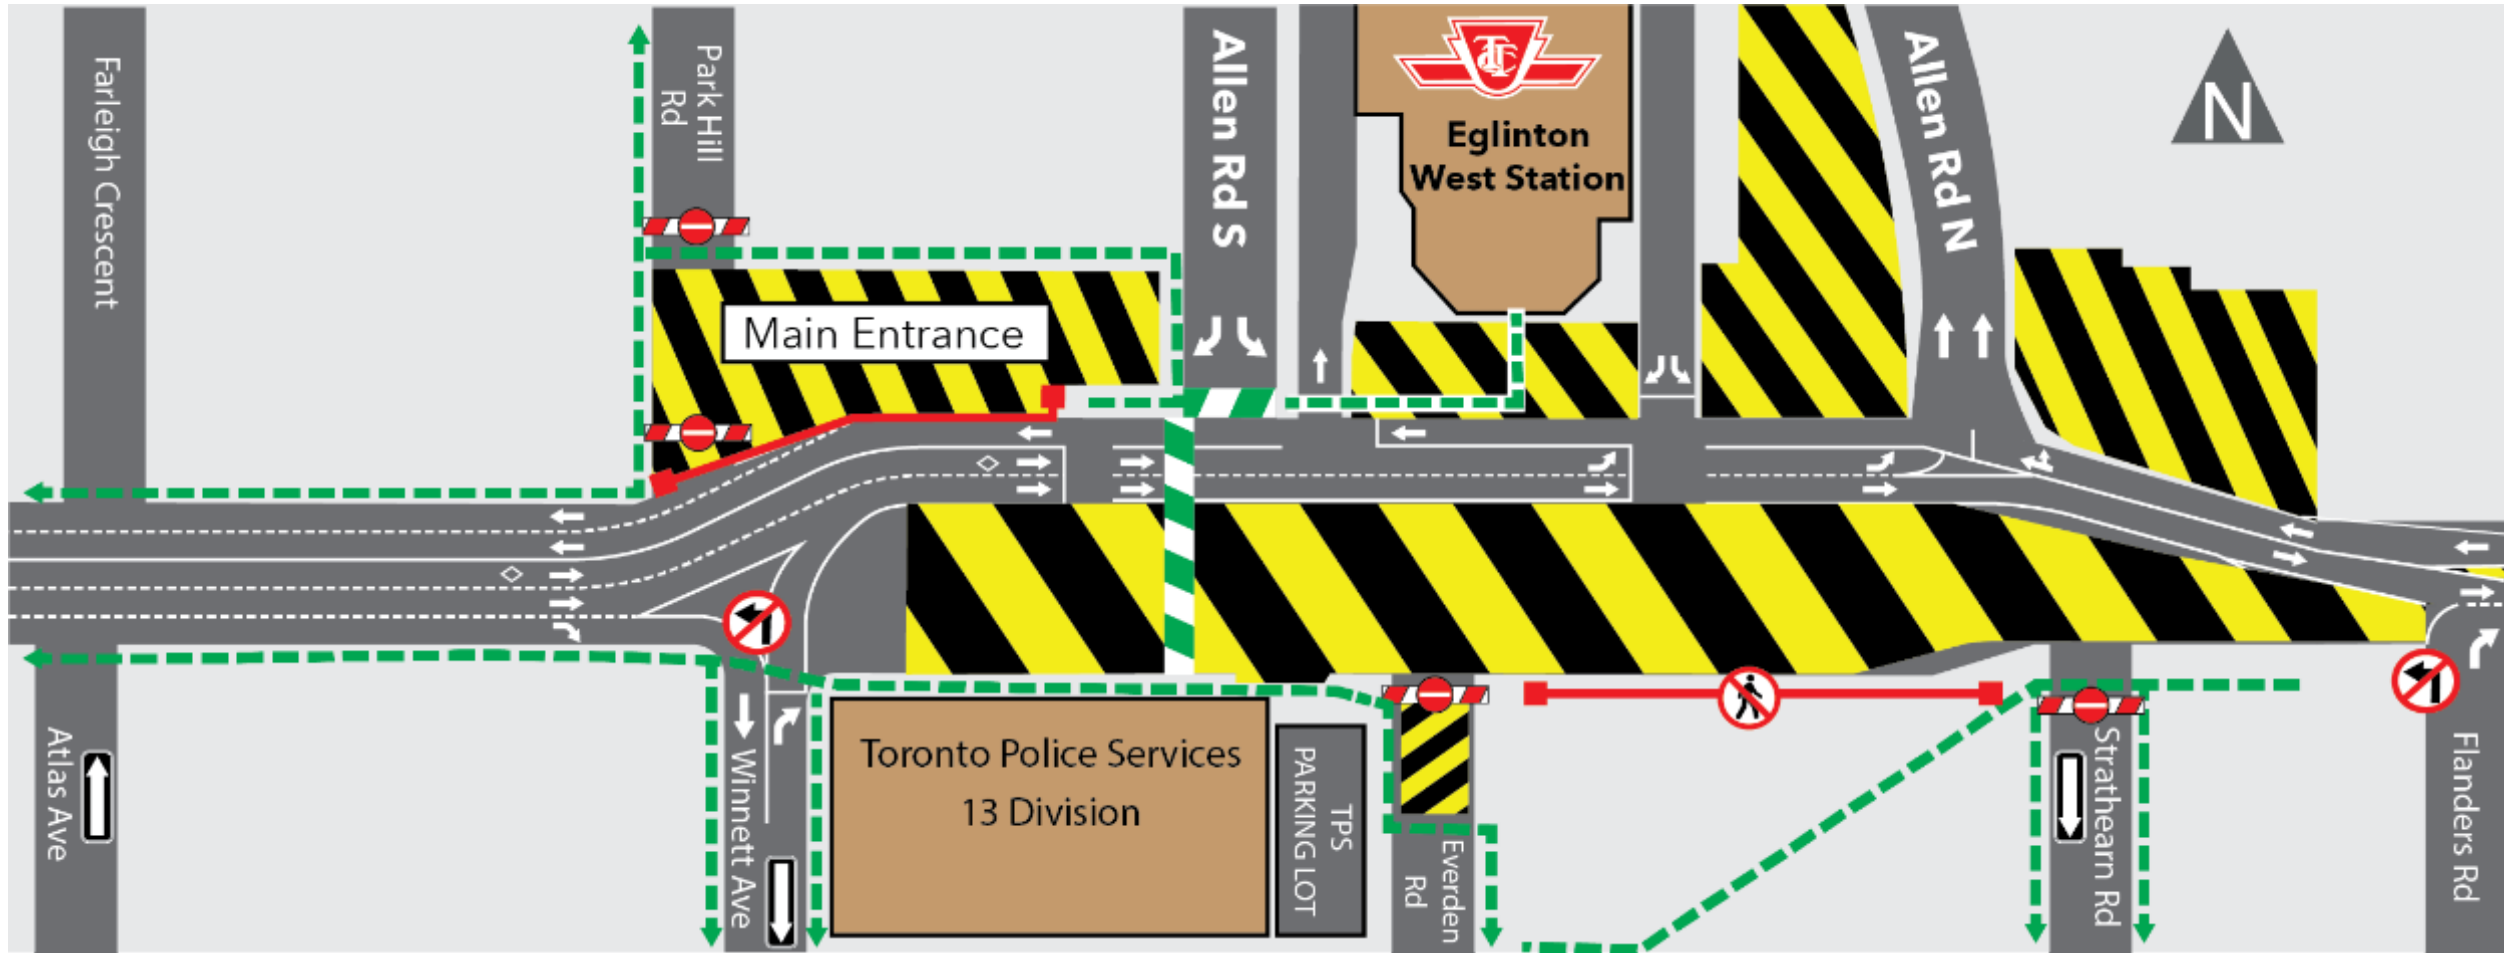 Farleigh Crescent
Park Hill
Rd
Allen Rd S
TTC
Eglinton
West Station
Allen Rd N
N
Main Entrance
Atlas Ave
Winnett Ave
Toronto Police Services
13 Division
TPS
PARKING LOT
Everden
Rd
Strathearn Rd
Flanders Rd